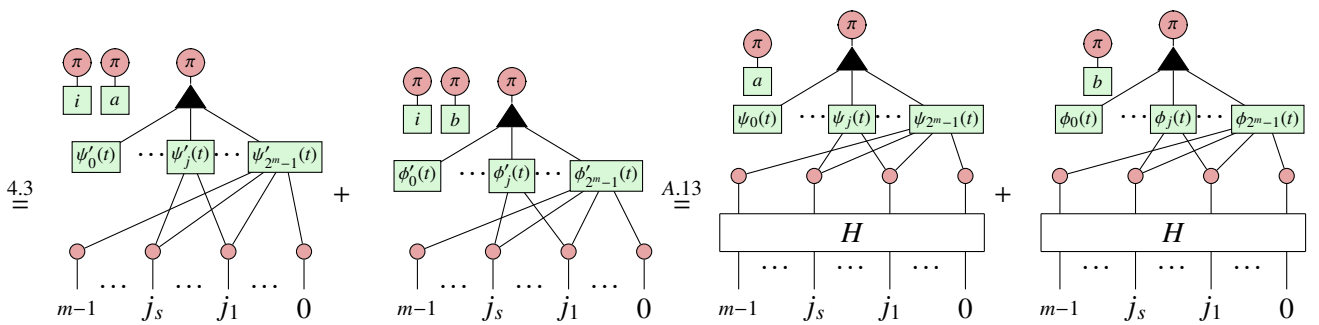 π π π π π π π π π π
i a i b a b
ψ′₀(t) ··· ψ′ⱼ(t) ··· ψ′₂ᵐ₋₁(t) φ′₀(t) ··· φ′ⱼ(t) ··· φ′₂ᵐ₋₁(t) ψ₀(t) ··· ψⱼ(t) ··· ψ₂ᵐ₋₁(t) φ₀(t) ··· φⱼ(t) ··· φ₂ᵐ₋₁(t)
4.3 = + A.13 = +
H H
··· ··· ··· ··· ··· ··· ··· ··· ··· ··· ··· ···
m−1 jₛ j₁ 0 m−1 jₛ j₁ 0 m−1 jₛ j₁ 0 m−1 jₛ j₁ 0